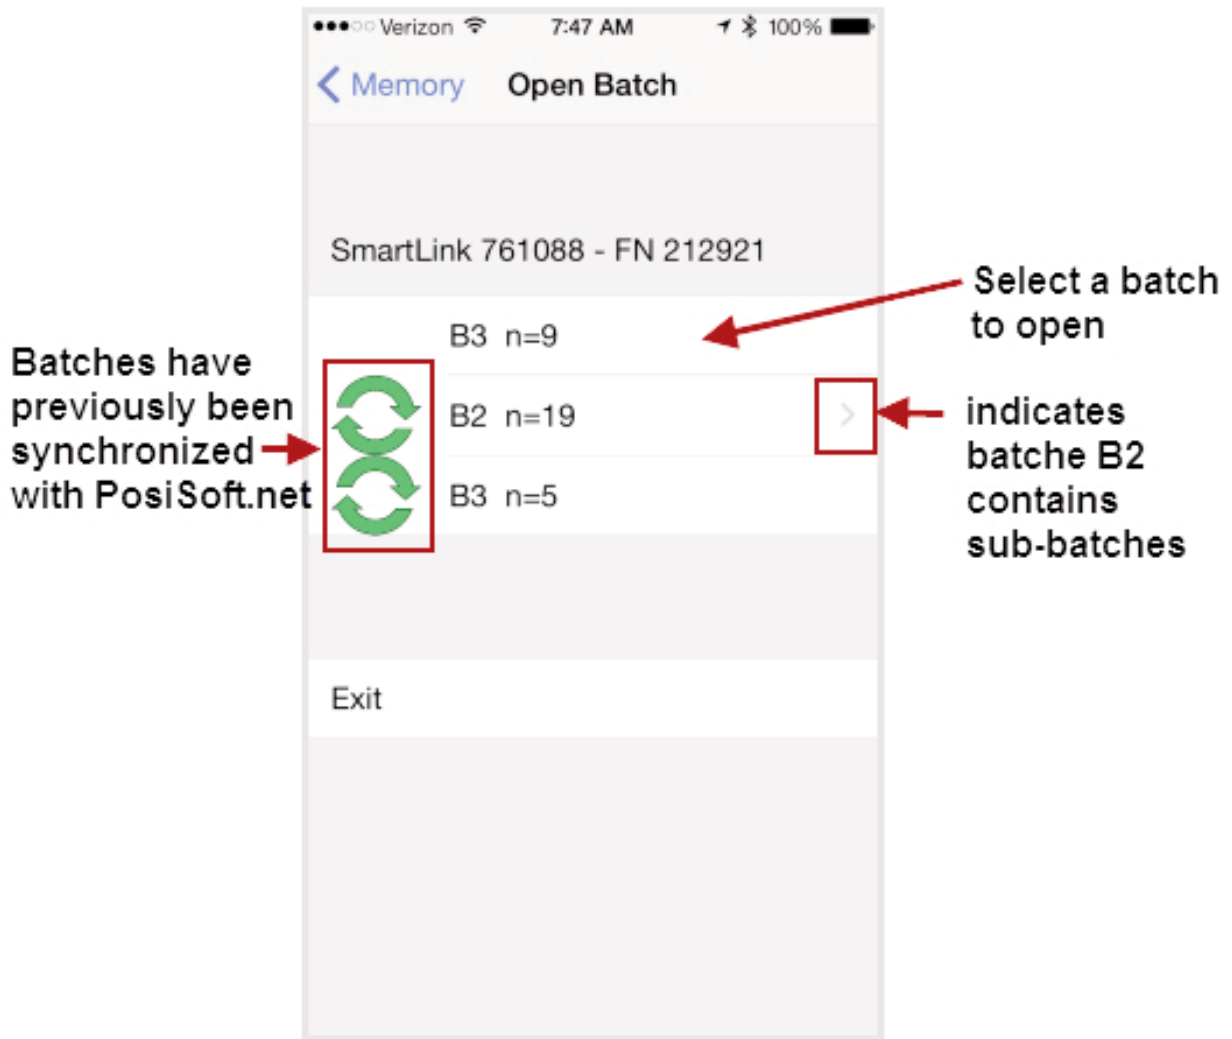 Verizon 7:47 AM 100%
Memory Open Batch
SmartLink 761088 - FN 212921
B3 n=9
B2 n=19
B3 n=5
Exit
Batches have
previously been
synchronized
with PosiSoft.net
Select a batch
to open
indicates
batche B2
contains
sub-batches